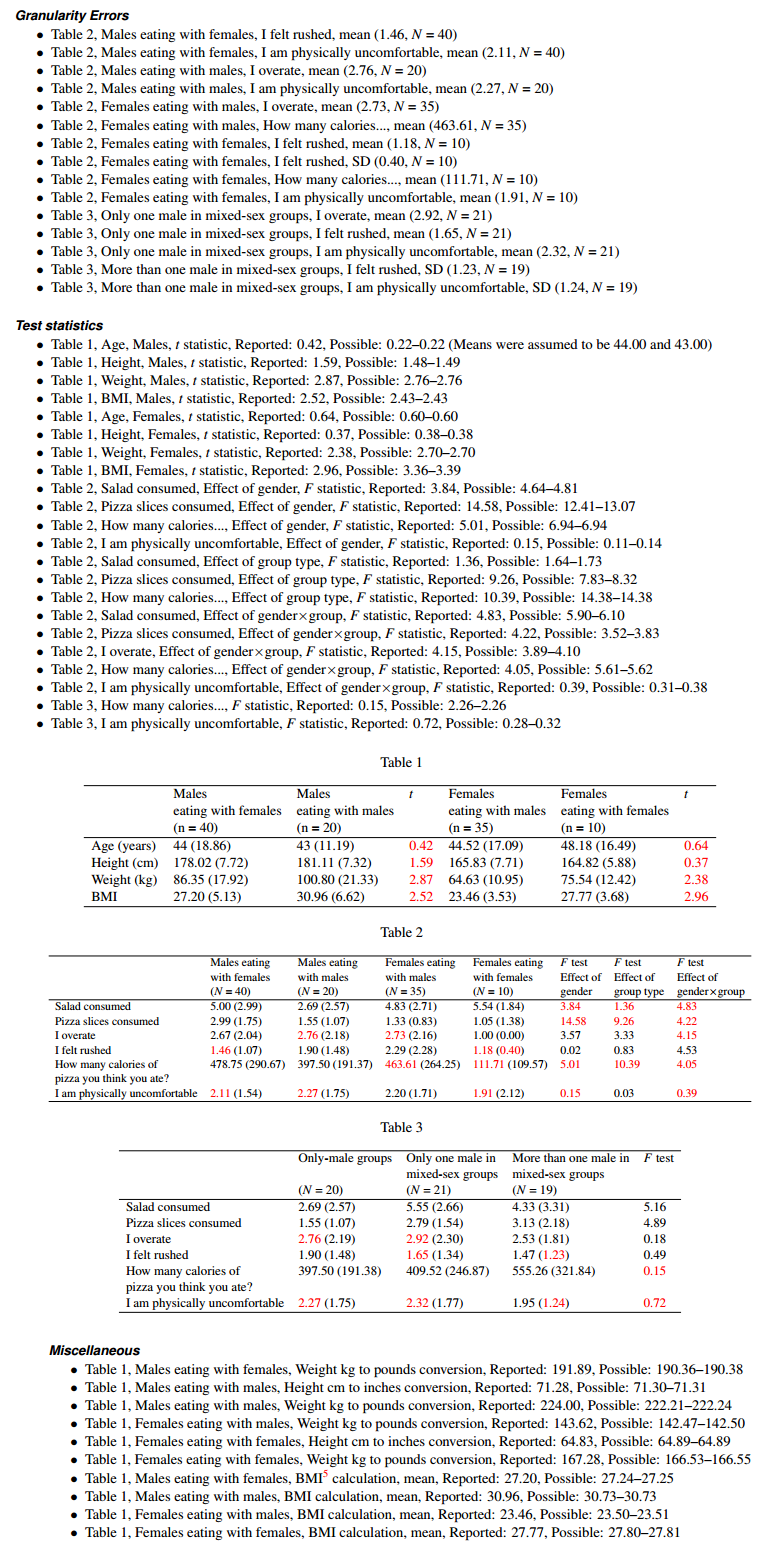 Granularity Errors
• Table 2, Males eating with females, I felt rushed, mean (1.46, N = 40)
• Table 2, Males eating with females, I am physically uncomfortable, mean (2.11, N = 40)
• Table 2, Males eating with males, I overate, mean (2.76, N = 20)
• Table 2, Males eating with males, I am physically uncomfortable, mean (2.27, N = 20)
• Table 2, Females eating with males, I overate, mean (2.73, N = 35)
• Table 2, Females eating with males, How many calories..., mean (463.61, N = 35)
• Table 2, Females eating with females, I felt rushed, mean (1.18, N = 10)
• Table 2, Females eating with females, I felt rushed, SD (0.40, N = 10)
• Table 2, Females eating with females, How many calories..., mean (111.71, N = 10)
• Table 2, Females eating with females, I am physically uncomfortable, mean (1.91, N = 10)
• Table 3, Only one male in mixed-sex groups, I overate, mean (2.92, N = 21)
• Table 3, Only one male in mixed-sex groups, I felt rushed, mean (1.65, N = 21)
• Table 3, Only one male in mixed-sex groups, I am physically uncomfortable, mean (2.32, N = 21)
• Table 3, More than one male in mixed-sex groups, I felt rushed, SD (1.23, N = 19)
• Table 3, More than one male in mixed-sex groups, I am physically uncomfortable, SD (1.24, N = 19)
Test statistics
• Table 1, Age, Males, t statistic, Reported: 0.42, Possible: 0.22–0.22 (Means were assumed to be 44.00 and 43.00)
• Table 1, Height, Males, t statistic, Reported: 1.59, Possible: 1.48–1.49
• Table 1, Weight, Males, t statistic, Reported: 2.87, Possible: 2.76–2.76
• Table 1, BMI, Males, t statistic, Reported: 2.52, Possible: 2.43–2.43
• Table 1, Age, Females, t statistic, Reported: 0.64, Possible: 0.60–0.60
• Table 1, Height, Females, t statistic, Reported: 0.37, Possible: 0.38–0.38
• Table 1, Weight, Females, t statistic, Reported: 2.38, Possible: 2.70–2.70
• Table 1, BMI, Females, t statistic, Reported: 2.96, Possible: 3.36–3.39
• Table 2, Salad consumed, Effect of gender, F statistic, Reported: 3.84, Possible: 4.64–4.81
• Table 2, Pizza slices consumed, Effect of gender, F statistic, Reported: 14.58, Possible: 12.41–13.07
• Table 2, How many calories..., Effect of gender, F statistic, Reported: 5.01, Possible: 6.94–6.94
• Table 2, I am physically uncomfortable, Effect of gender, F statistic, Reported: 0.15, Possible: 0.11–0.14
• Table 2, Salad consumed, Effect of group type, F statistic, Reported: 1.36, Possible: 1.64–1.73
• Table 2, Pizza slices consumed, Effect of group type, F statistic, Reported: 9.26, Possible: 7.83–8.32
• Table 2, How many calories..., Effect of group type, F statistic, Reported: 10.39, Possible: 14.38–14.38
• Table 2, Salad consumed, Effect of gender×group, F statistic, Reported: 4.83, Possible: 5.90–6.10
• Table 2, Pizza slices consumed, Effect of gender×group, F statistic, Reported: 4.22, Possible: 3.52–3.83
• Table 2, I overate, Effect of gender×group, F statistic, Reported: 4.15, Possible: 3.89–4.10
• Table 2, How many calories..., Effect of gender×group, F statistic, Reported: 4.05, Possible: 5.61–5.62
• Table 2, I am physically uncomfortable, Effect of gender×group, F statistic, Reported: 0.39, Possible: 0.31–0.38
• Table 3, How many calories..., F statistic, Reported: 0.15, Possible: 2.26–2.26
• Table 3, I am physically uncomfortable, F statistic, Reported: 0.72, Possible: 0.28–0.32
Table 1
Males Males t Females Females t
eating with females eating with males eating with males eating with females
(n = 40) (n = 20) (n = 35) (n = 10)
Age (years) 44 (18.86) 43 (11.19) 0.42 44.52 (17.09) 48.18 (16.49) 0.64
Height (cm) 178.02 (7.72) 181.11 (7.32) 1.59 165.83 (7.71) 164.82 (5.88) 0.37
Weight (kg) 86.35 (17.92) 100.80 (21.33) 2.87 64.63 (10.95) 75.54 (12.42) 2.38
BMI 27.20 (5.13) 30.96 (6.62) 2.52 23.46 (3.53) 27.77 (3.68) 2.96
Table 2
Males eating Males eating Females eating Females eating F test F test F test
with females with males with males with females Effect of Effect of Effect of
(N = 40) (N = 20) (N = 35) (N = 10) gender group type gender×group
Salad consumed 5.00 (2.99) 2.69 (2.57) 4.83 (2.71) 5.54 (1.84) 3.84 1.36 4.83
Pizza slices consumed 2.99 (1.75) 1.55 (1.07) 1.33 (0.83) 1.05 (1.38) 14.58 9.26 4.22
I overate 2.67 (2.04) 2.76 (2.18) 2.73 (2.16) 1.00 (0.00) 3.57 3.33 4.15
I felt rushed 1.46 (1.07) 1.90 (1.48) 2.29 (2.28) 1.18 (0.40) 0.02 0.83 4.53
How many calories of 478.75 (290.67) 397.50 (191.37) 463.61 (264.25) 111.71 (109.57) 5.01 10.39 4.05
pizza you think you ate?
I am physically uncomfortable 2.11 (1.54) 2.27 (1.75) 2.20 (1.71) 1.91 (2.12) 0.15 0.03 0.39
Table 3
Only-male groups Only one male in More than one male in F test
mixed-sex groups mixed-sex groups
(N = 20) (N = 21) (N = 19)
Salad consumed 2.69 (2.57) 5.55 (2.66) 4.33 (3.31) 5.16
Pizza slices consumed 1.55 (1.07) 2.79 (1.54) 3.13 (2.18) 4.89
I overate 2.76 (2.19) 2.92 (2.30) 2.53 (1.81) 0.18
I felt rushed 1.90 (1.48) 1.65 (1.34) 1.47 (1.23) 0.49
How many calories of 397.50 (191.38) 409.52 (246.87) 555.26 (321.84) 0.15
pizza you think you ate?
I am physically uncomfortable 2.27 (1.75) 2.32 (1.77) 1.95 (1.24) 0.72
Miscellaneous
• Table 1, Males eating with females, Weight kg to pounds conversion, Reported: 191.89, Possible: 190.36–190.38
• Table 1, Males eating with males, Height cm to inches conversion, Reported: 71.28, Possible: 71.30–71.31
• Table 1, Males eating with males, Weight kg to pounds conversion, Reported: 224.00, Possible: 222.21–222.24
• Table 1, Females eating with males, Weight kg to pounds conversion, Reported: 143.62, Possible: 142.47–142.50
• Table 1, Females eating with females, Height cm to inches conversion, Reported: 64.83, Possible: 64.89–64.89
• Table 1, Females eating with females, Weight kg to pounds conversion, Reported: 167.28, Possible: 166.53–166.55
• Table 1, Males eating with females, BMI5 calculation, mean, Reported: 27.20, Possible: 27.24–27.25
• Table 1, Males eating with males, BMI calculation, mean, Reported: 30.96, Possible: 30.73–30.73
• Table 1, Females eating with males, BMI calculation, mean, Reported: 23.46, Possible: 23.50–23.51
• Table 1, Females eating with females, BMI calculation, mean, Reported: 27.77, Possible: 27.80–27.81